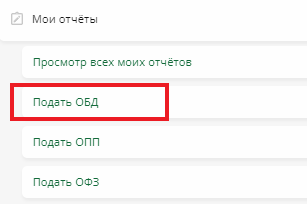 Мои отчёты
Просмотр всех моих отчётов
Подать ОБД
Подать ОПП
Подать ОФЗ